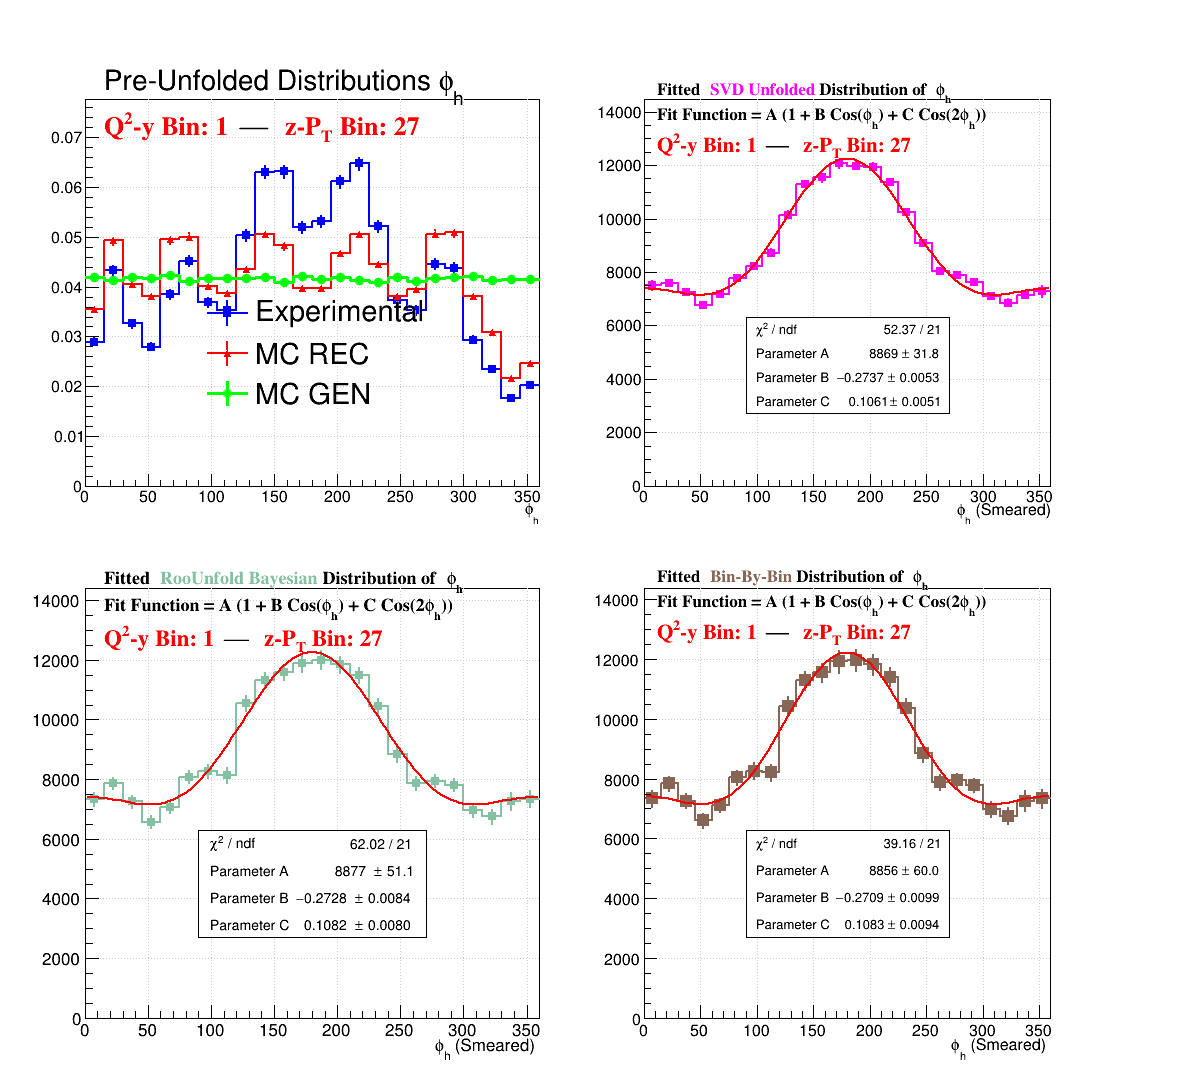 Pre-Unfolded Distributions ϕh
Q²-y Bin: 1 — z-PT Bin: 27
0.07
0.06
0.05
0.04
0.03
0.02
0.01
0
Experimental
MC REC
MC GEN
0 50 100 150 200 250 300 350
ϕh
Fitted SVD Unfolded Distribution of ϕh
Fit Function = A (1 + B Cos(ϕh) + C Cos(2ϕh))
Q²-y Bin: 1 — z-PT Bin: 27
14000
12000
10000
8000
6000
4000
2000
0
χ² / ndf 52.37 / 21
Parameter A 8869 ± 31.8
Parameter B −0.2737 ± 0.0053
Parameter C 0.1061 ± 0.0051
0 50 100 150 200 250 300 350
ϕh (Smeared)
Fitted RooUnfold Bayesian Distribution of ϕh
Fit Function = A (1 + B Cos(ϕh) + C Cos(2ϕh))
Q²-y Bin: 1 — z-PT Bin: 27
14000
12000
10000
8000
6000
4000
2000
0
χ² / ndf 62.02 / 21
Parameter A 8877 ± 51.1
Parameter B −0.2728 ± 0.0084
Parameter C 0.1082 ± 0.0080
0 50 100 150 200 250 300 350
ϕh (Smeared)
Fitted Bin-By-Bin Distribution of ϕh
Fit Function = A (1 + B Cos(ϕh) + C Cos(2ϕh))
Q²-y Bin: 1 — z-PT Bin: 27
14000
12000
10000
8000
6000
4000
2000
0
χ² / ndf 39.16 / 21
Parameter A 8856 ± 60.0
Parameter B −0.2709 ± 0.0099
Parameter C 0.1083 ± 0.0094
0 50 100 150 200 250 300 350
ϕh (Smeared)